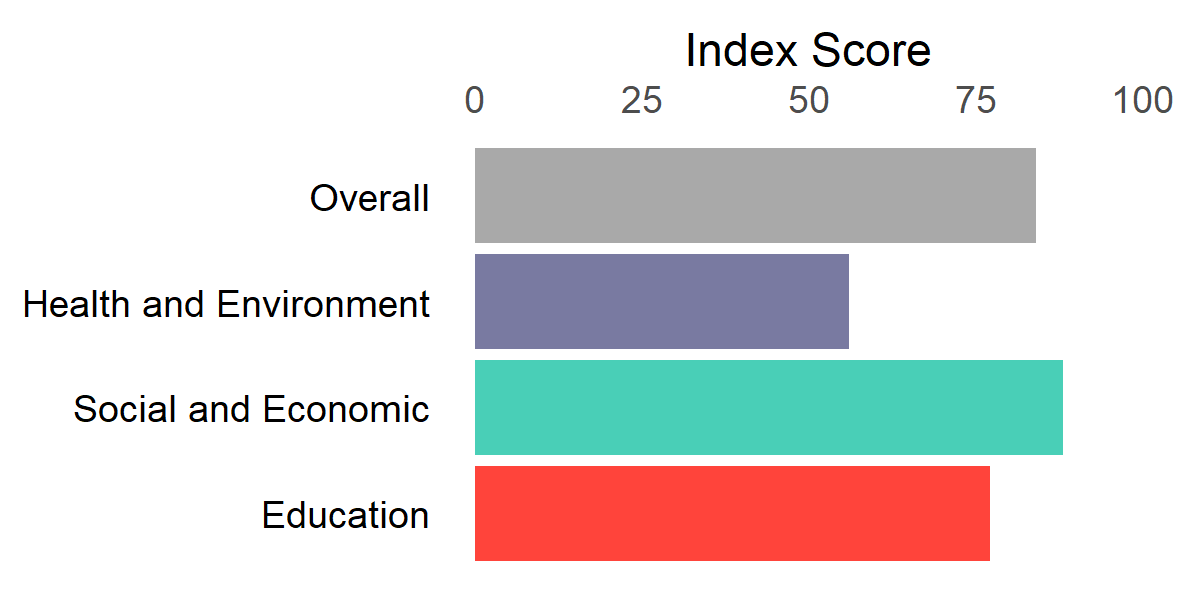 Index Score
0 25 50 75 100
Overall
Health and Environment
Social and Economic
Education